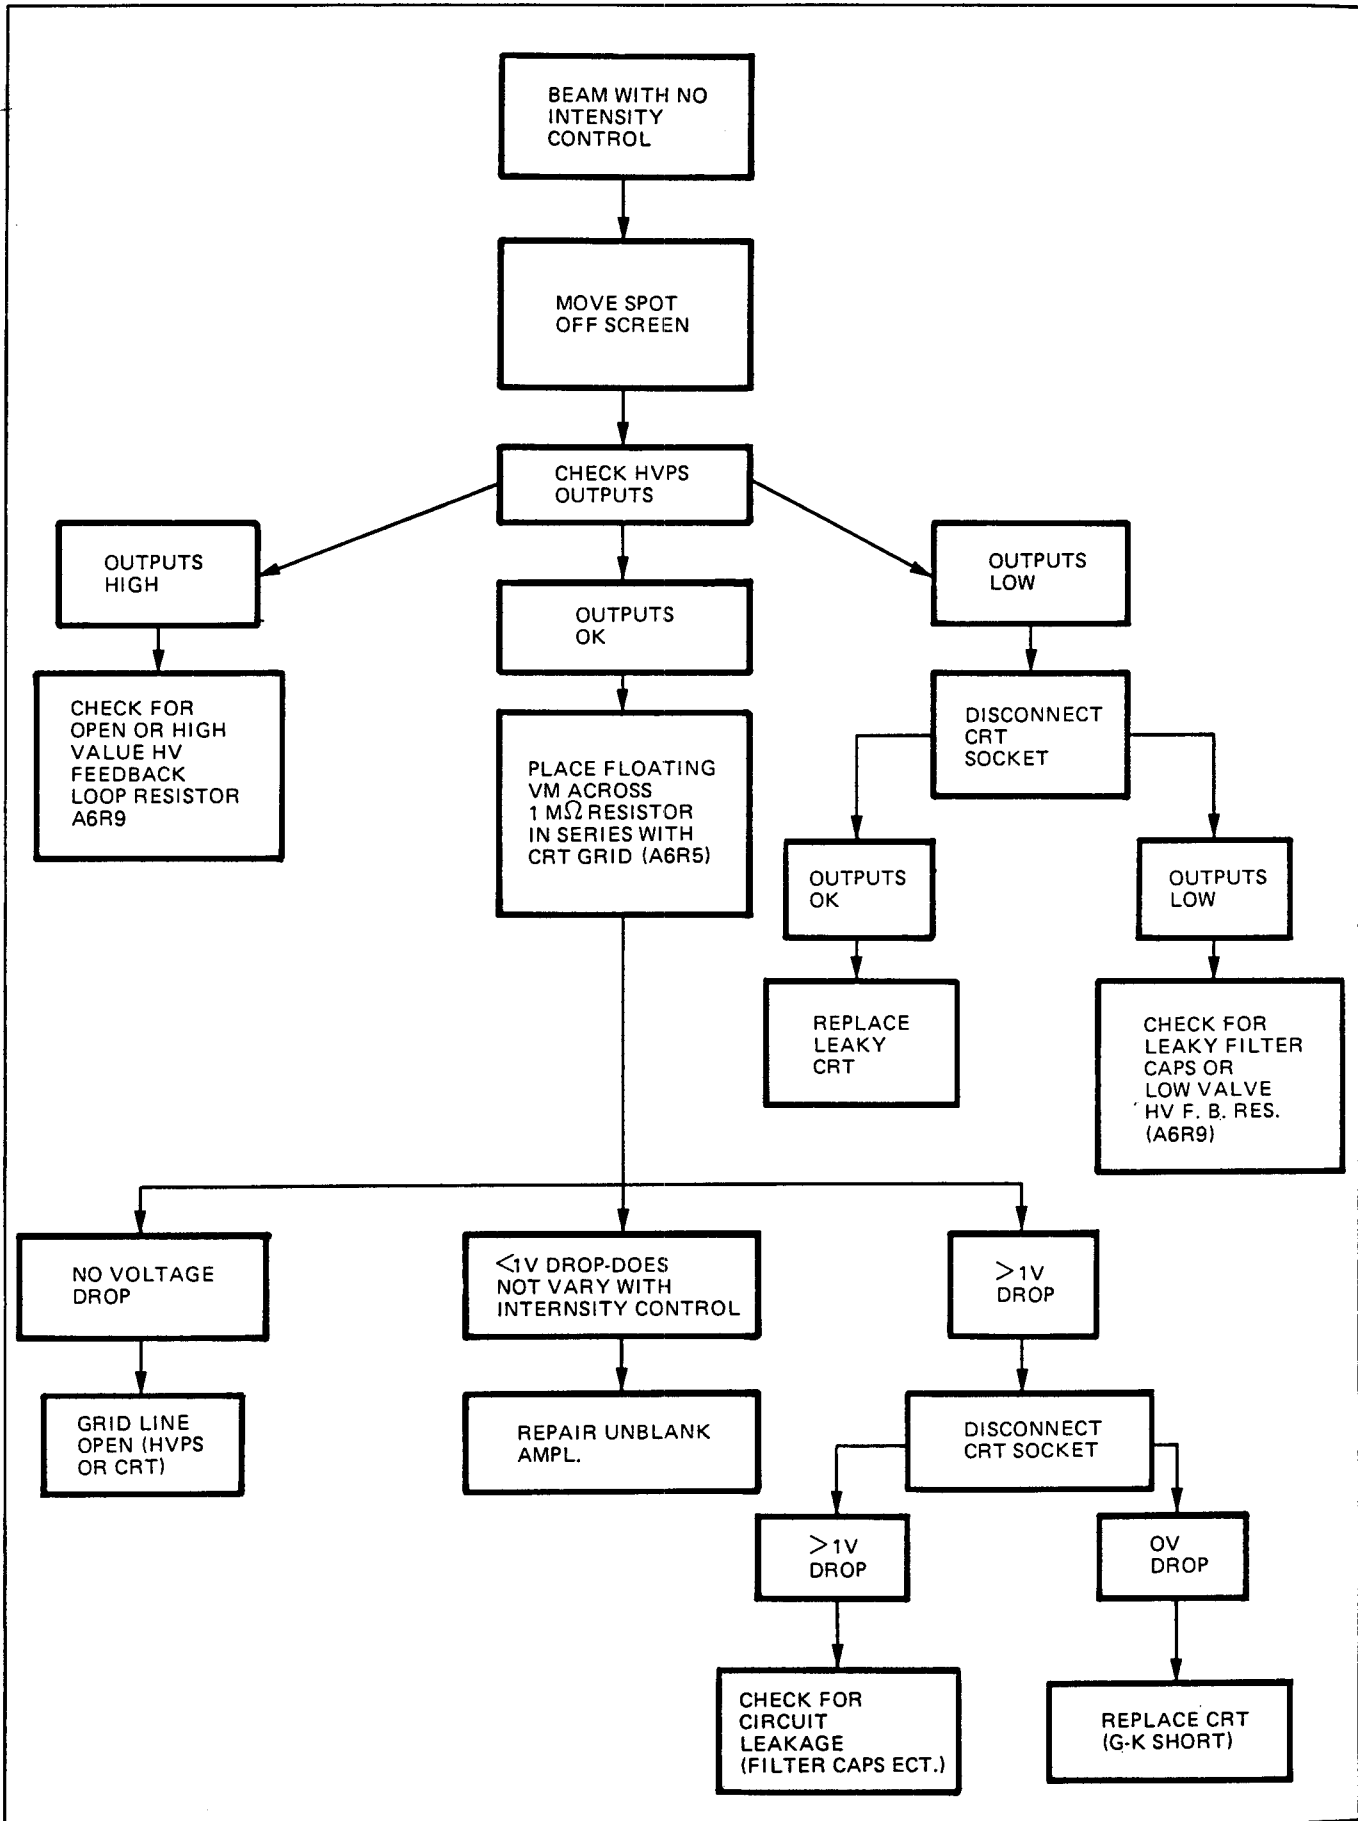 BEAM WITH NO
INTENSITY
CONTROL
MOVE SPOT
OFF SCREEN
CHECK HVPS
OUTPUTS
OUTPUTS
HIGH
OUTPUTS
OK
OUTPUTS
LOW
CHECK FOR
OPEN OR HIGH
VALUE HV
FEEDBACK
LOOP RESISTOR
A6R9
PLACE FLOATING
VM ACROSS
1 MΩ RESISTOR
IN SERIES WITH
CRT GRID (A6R5)
DISCONNECT
CRT
SOCKET
OUTPUTS
OK
OUTPUTS
LOW
REPLACE
LEAKY
CRT
CHECK FOR
LEAKY FILTER
CAPS OR
LOW VALVE
HV F. B. RES.
(A6R9)
NO VOLTAGE
DROP
<1V DROP-DOES
NOT VARY WITH
INTERNSITY CONTROL
>1V
DROP
GRID LINE
OPEN (HVPS
OR CRT)
REPAIR UNBLANK
AMPL.
DISCONNECT
CRT SOCKET
>1V
DROP
OV
DROP
CHECK FOR
CIRCUIT
LEAKAGE
(FILTER CAPS ECT.)
REPLACE CRT
(G-K SHORT)